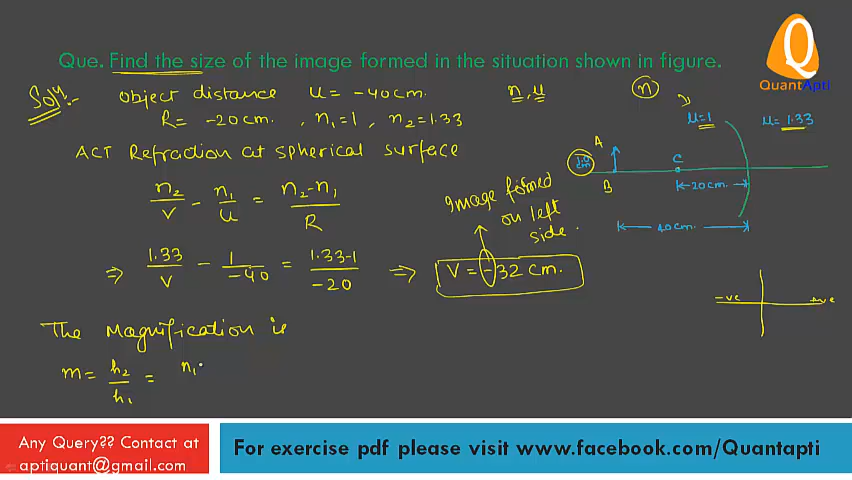 Que. Find the size of the image formed in the situation shown in figure.
QuantApti
Soln:-
Object distance u = -40cm.
R = -20cm. , n₁=1 , n₂=1.33
n, μ
n
μ=1
μ= 1.33
ACT Refraction at spherical surface
A
1.0 cm
B
C
20cm.
40cm.
n₂/v - n₁/u = n₂-n₁/R
Image formed
on left
side.
⇒ 1.33/v - 1/-40 = 1.33-1/-20 ⇒ V = -32 cm.
-ve +ve
The Magnification is
m = h₂/h₁ = n₁
Any Query?? Contact at
aptiquant@gmail.com
For exercise pdf please visit www.facebook.com/Quantapti